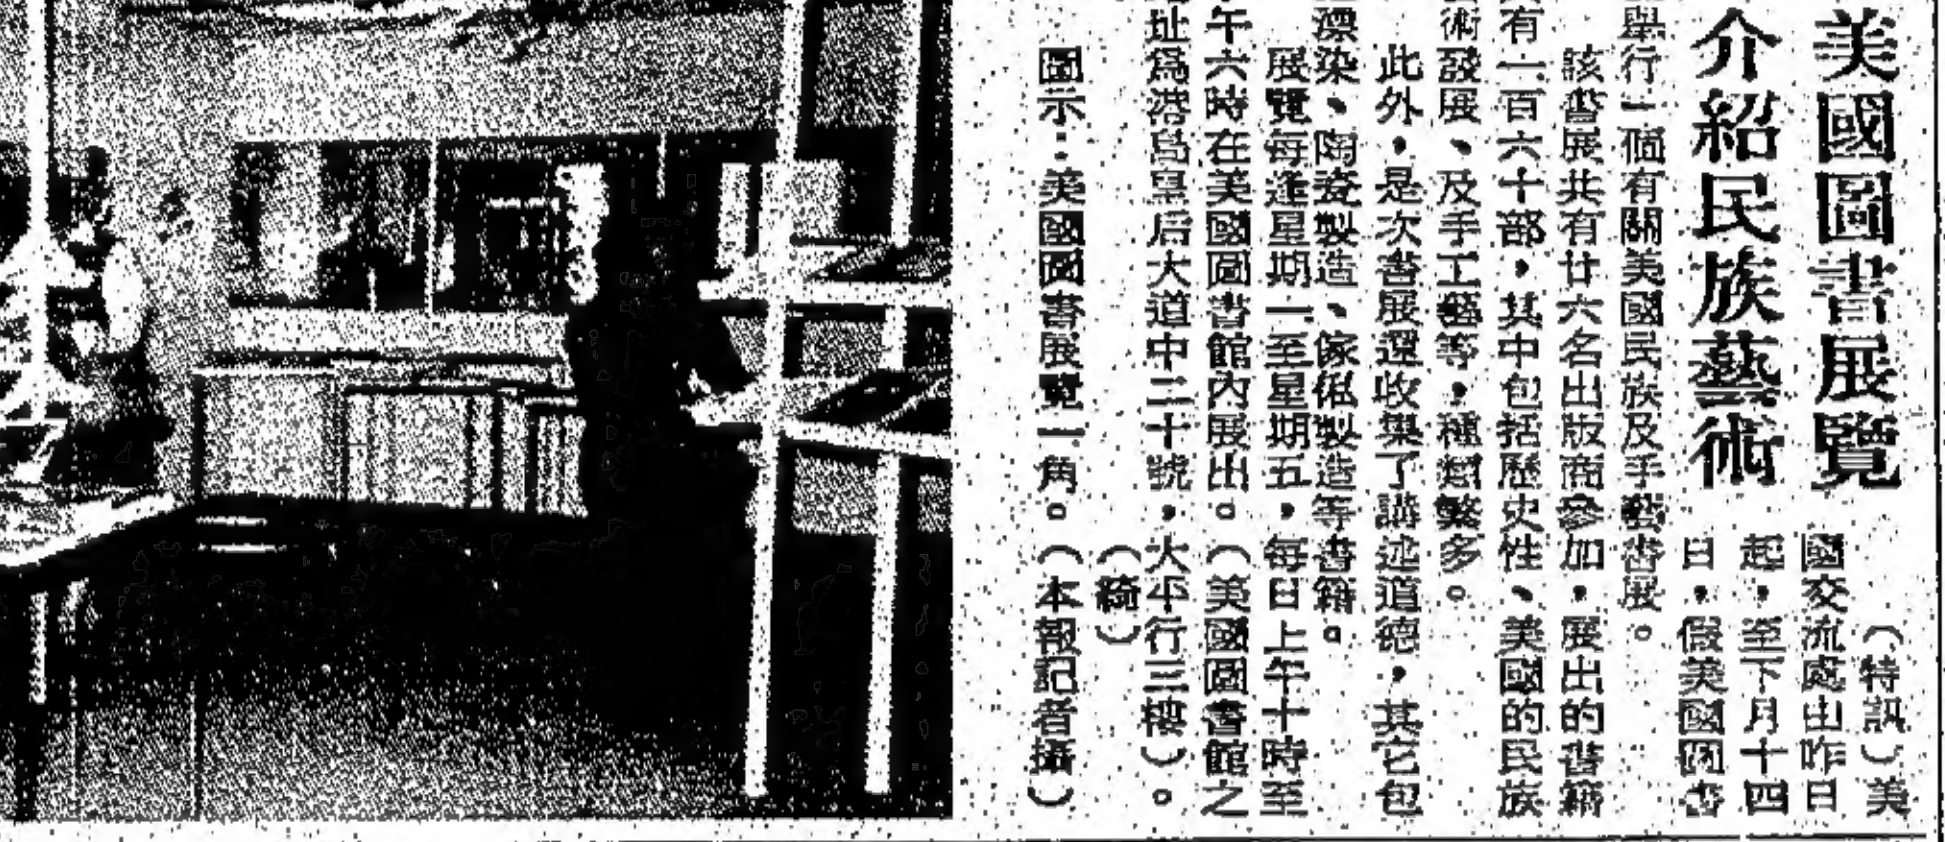 美國圖書展覽
介紹民族藝術
（特訊）美
國交流處由昨日
起，至下月十四
日，假美國圖書
舉行一個有關美國民族及手藝書展。
該書展共有廿六名出版商參加，展出的書籍
有一百六十部，其中包括歷史性、美國的民族
術發展、及手工藝等，種類繁多。
此外，是次書展還收集了講述道德，其它包
漂染、陶瓷製造、傢俬製造等書籍。
展覽每逢星期一至星期五，每日上午十時至
午六時在美國圖書館內展出。（美國圖書館之
址爲港島皇后大道中二十號，太平行三樓）。
（綺）
圖示：美國圖書展覽一角。（本報記者攝）